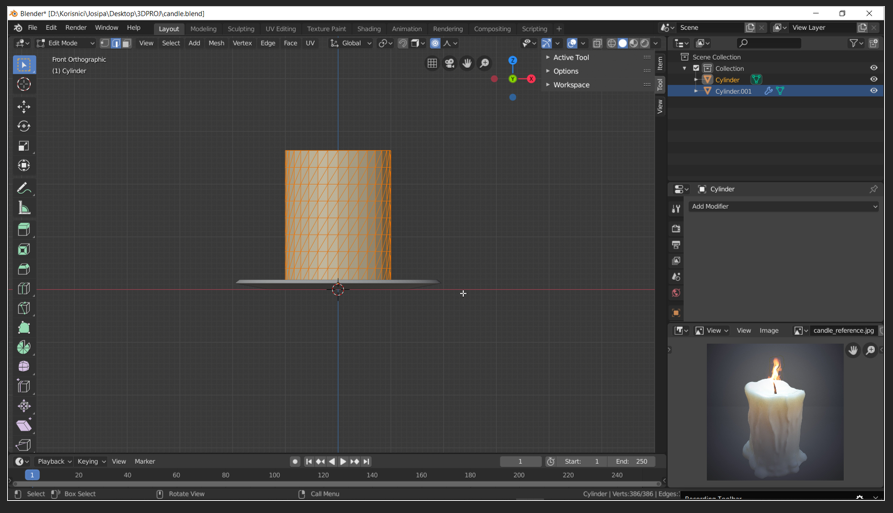 Blender* [D:\Korisnici\Josipa\Desktop\3DPROJ\candle.blend]
File Edit Render Window Help Layout Modeling Sculpting UV Editing Texture Paint Shading Animation Rendering Compositing Scripting + Scene View Layer
Edit Mode View Select Add Mesh Vertex Edge Face UV Global
Front Orthographic
(1) Cylinder
Z
Y
X
Active Tool
Options
Workspace
Item
Tool
View
Scene Collection
Collection
Cylinder
Cylinder.001
Cylinder
Add Modifier
View View Image candle_reference.jpg
Playback Keying View Marker 1 Start: 1 End: 250
1 20 40 60 80 100 120 140 160 180 200 220 240
Select Box Select Rotate View Call Menu Cylinder | Verts:386/386 | Edges:
Recording Toolbar